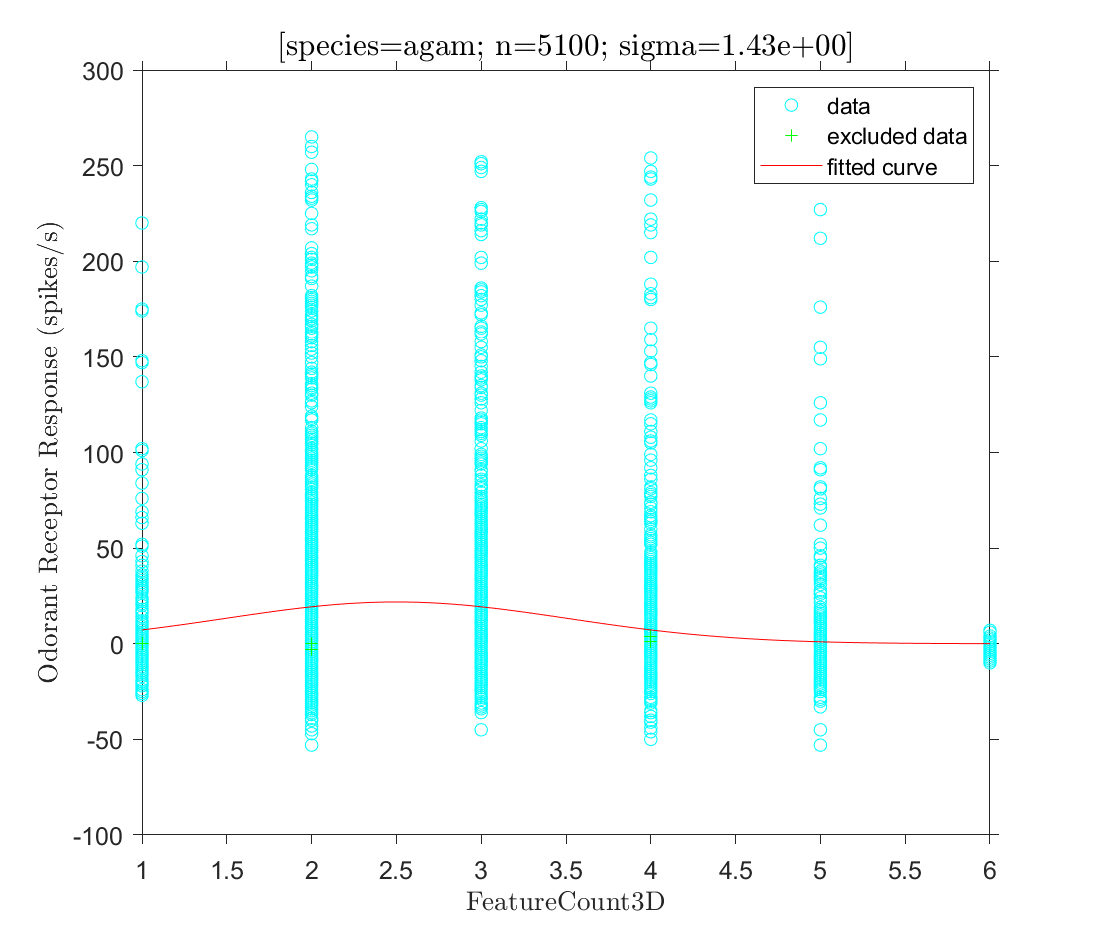 [species=agam; n=5100; sigma=1.43e+00]
300
250
200
150
100
50
0
-50
-100
Odorant Receptor Response (spikes/s)
data
excluded data
fitted curve
1 1.5 2 2.5 3 3.5 4 4.5 5 5.5 6
FeatureCount3D